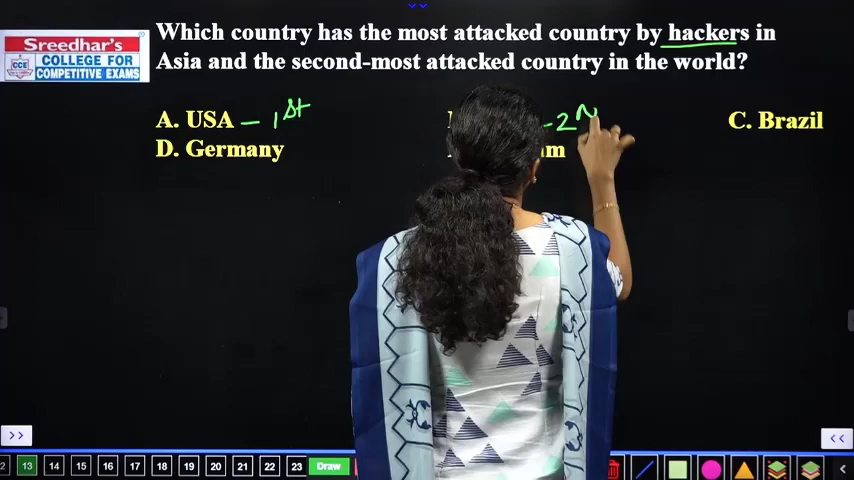 Which country has the most attacked country by hackers in
Asia and the second-most attacked country in the world?
Sreedhar's
CCE
COLLEGE FOR
COMPETITIVE EXAMS
A. USA – 1st – 2n C. Brazil
D. Germany
>> 13 14 15 16 17 18 19 20 21 22 23 Draw <<